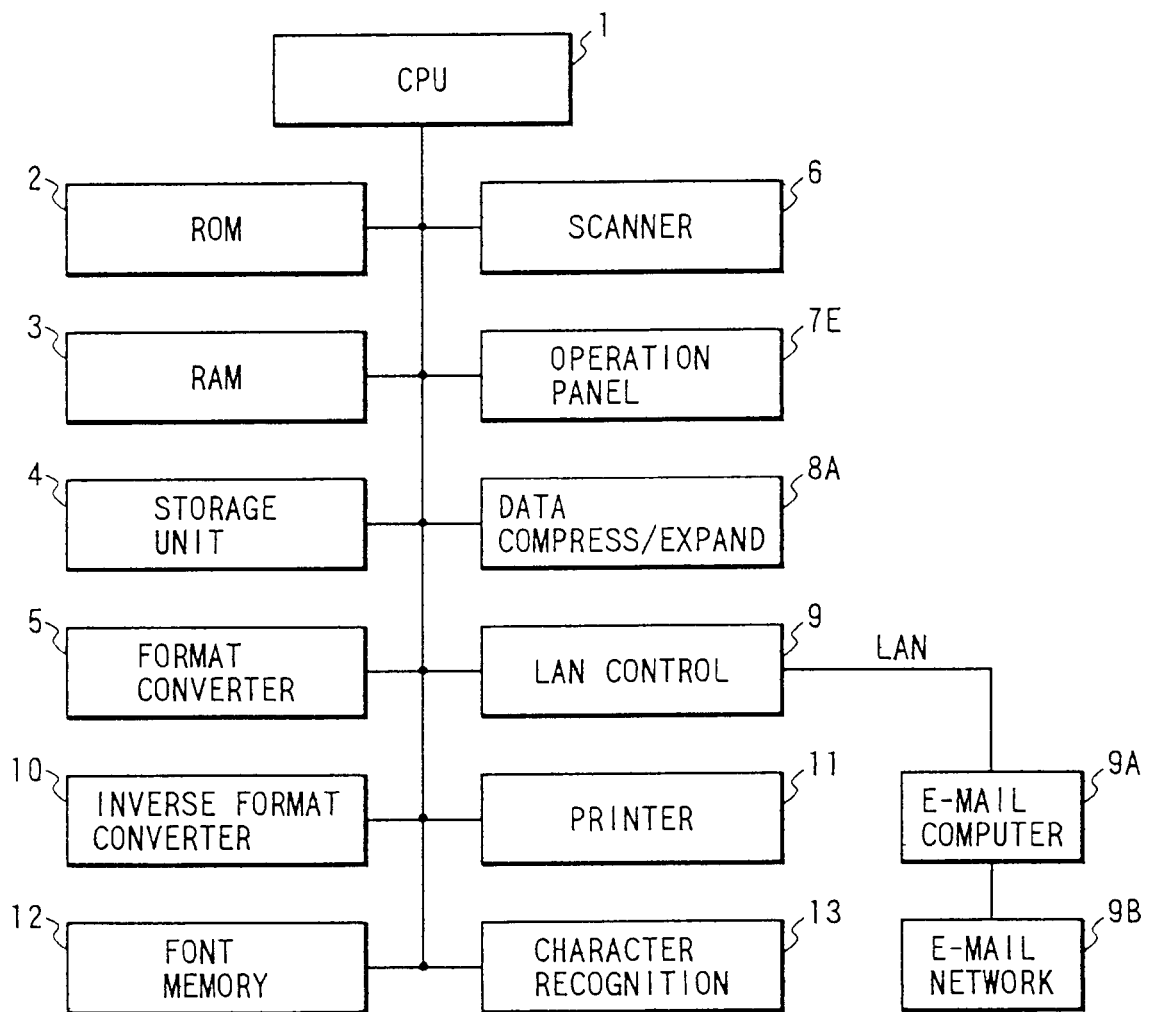 1
CPU
2
ROM
6
SCANNER
3
RAM
7E
OPERATION
PANEL
4
STORAGE
UNIT
8A
DATA
COMPRESS/EXPAND
5
FORMAT
CONVERTER
9
LAN CONTROL
LAN
10
INVERSE FORMAT
CONVERTER
11
PRINTER
9A
E-MAIL
COMPUTER
12
FONT
MEMORY
13
CHARACTER
RECOGNITION
9B
E-MAIL
NETWORK